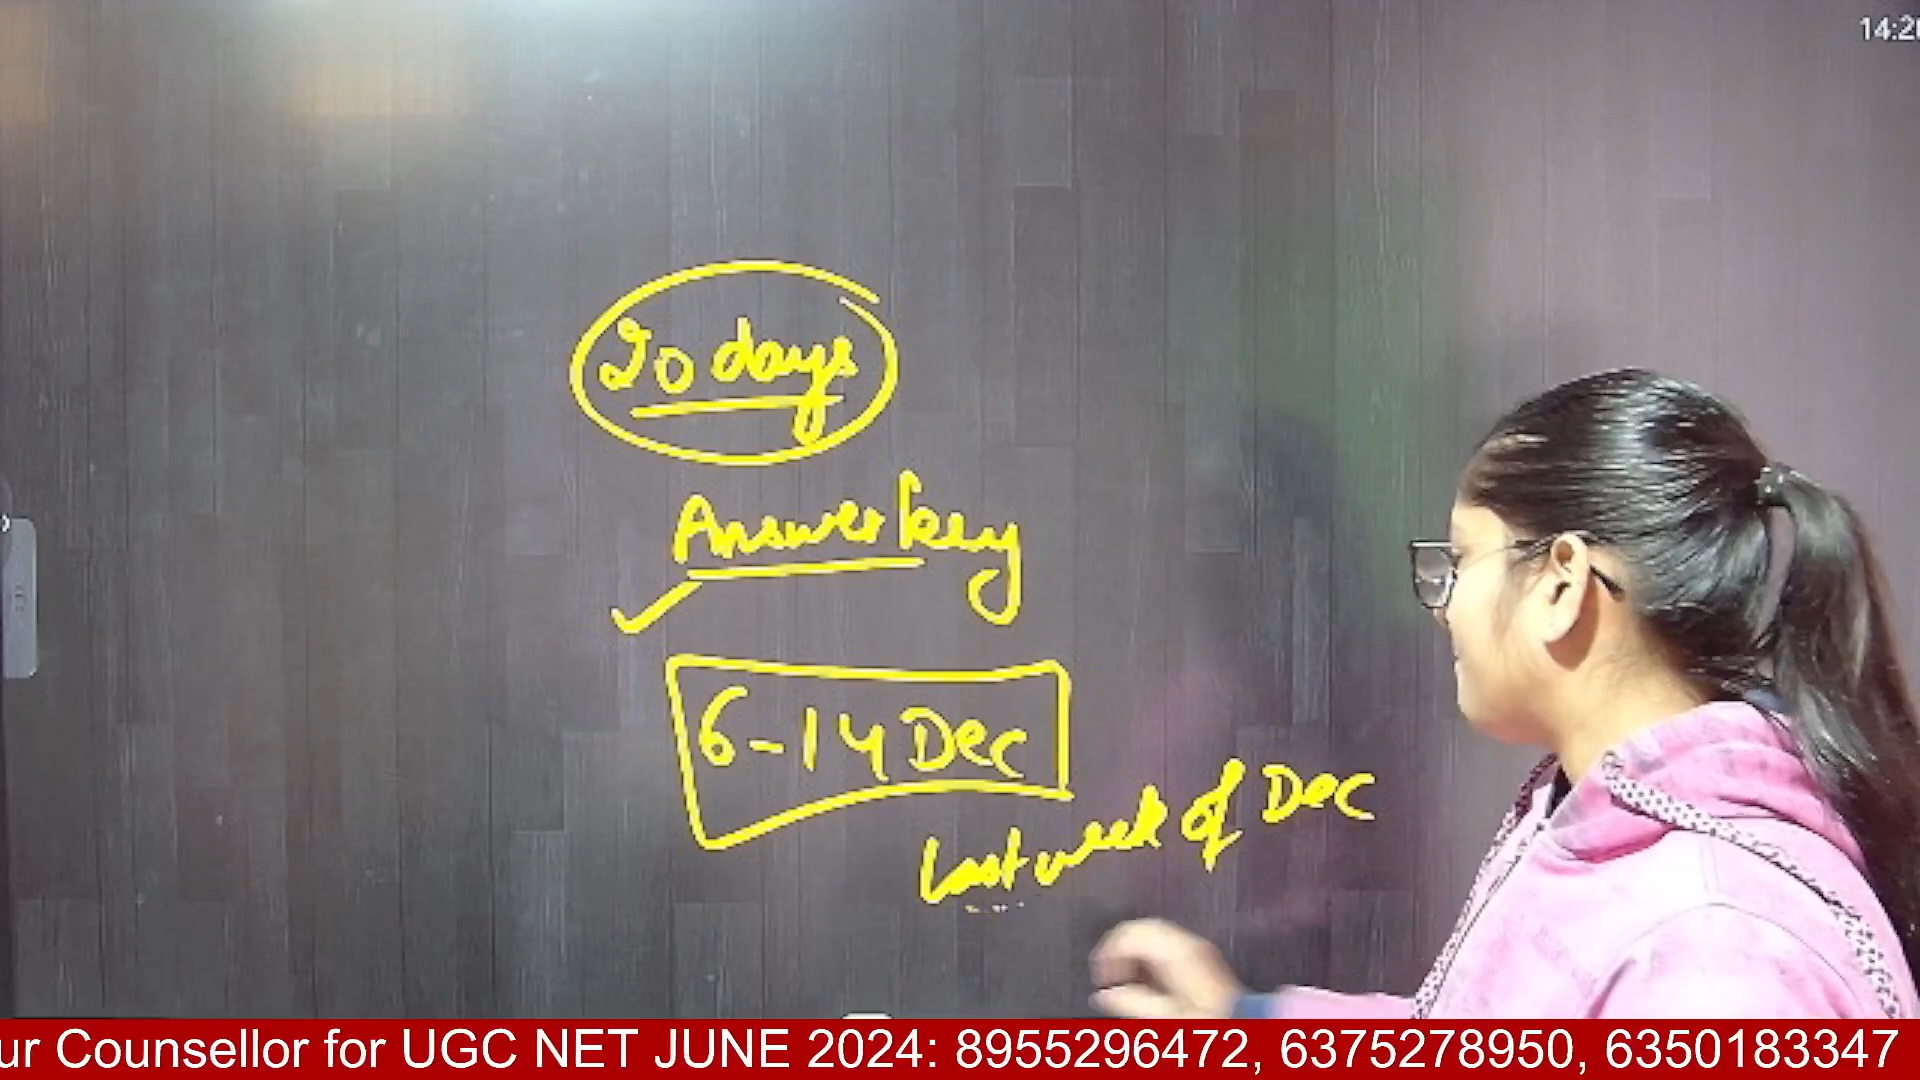 14:20
20 days
Answer key
6-14 Dec
Last week of Dec
ur Counsellor for UGC NET JUNE 2024: 8955296472, 6375278950, 6350183347